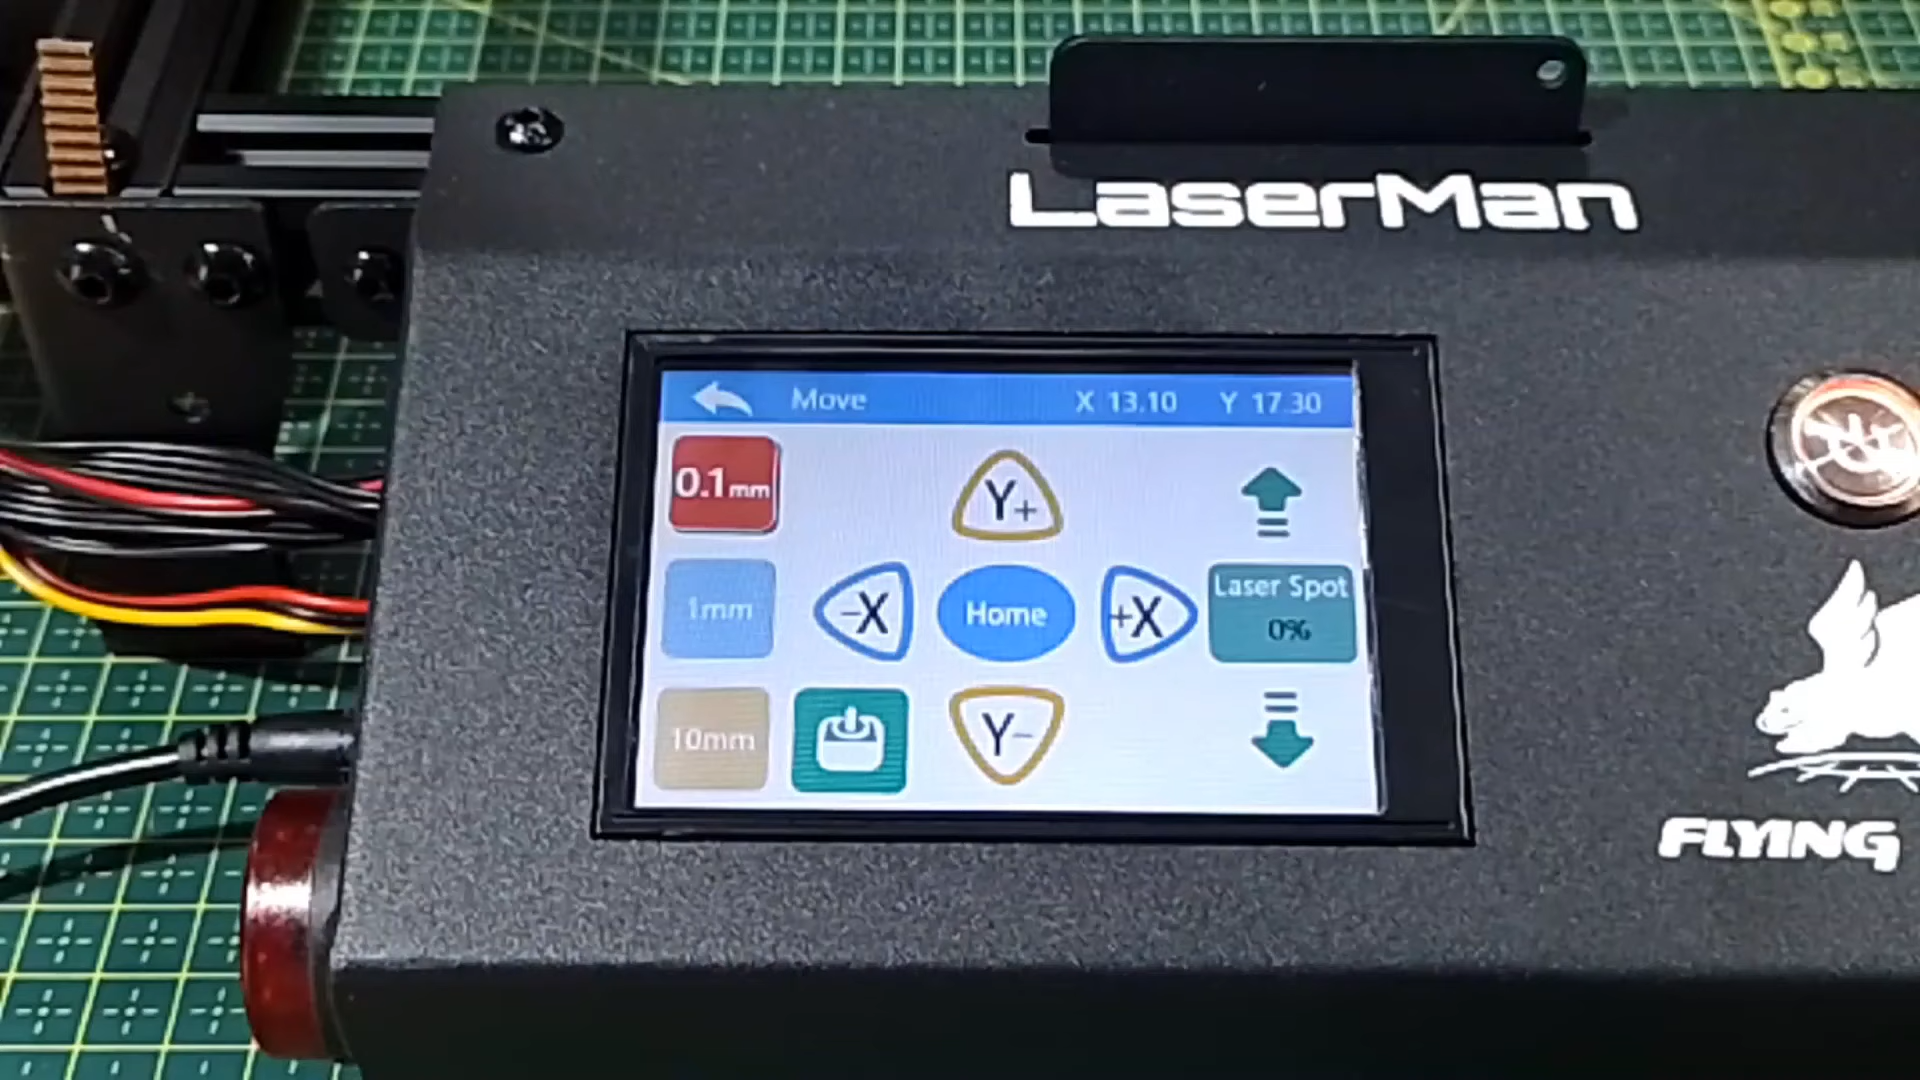 LaserMan
Move X 13.10 Y 17.30
0.1mm
Y+
1mm
-X
Home
+X
Laser Spot
0%
10mm
Y-
FLYING